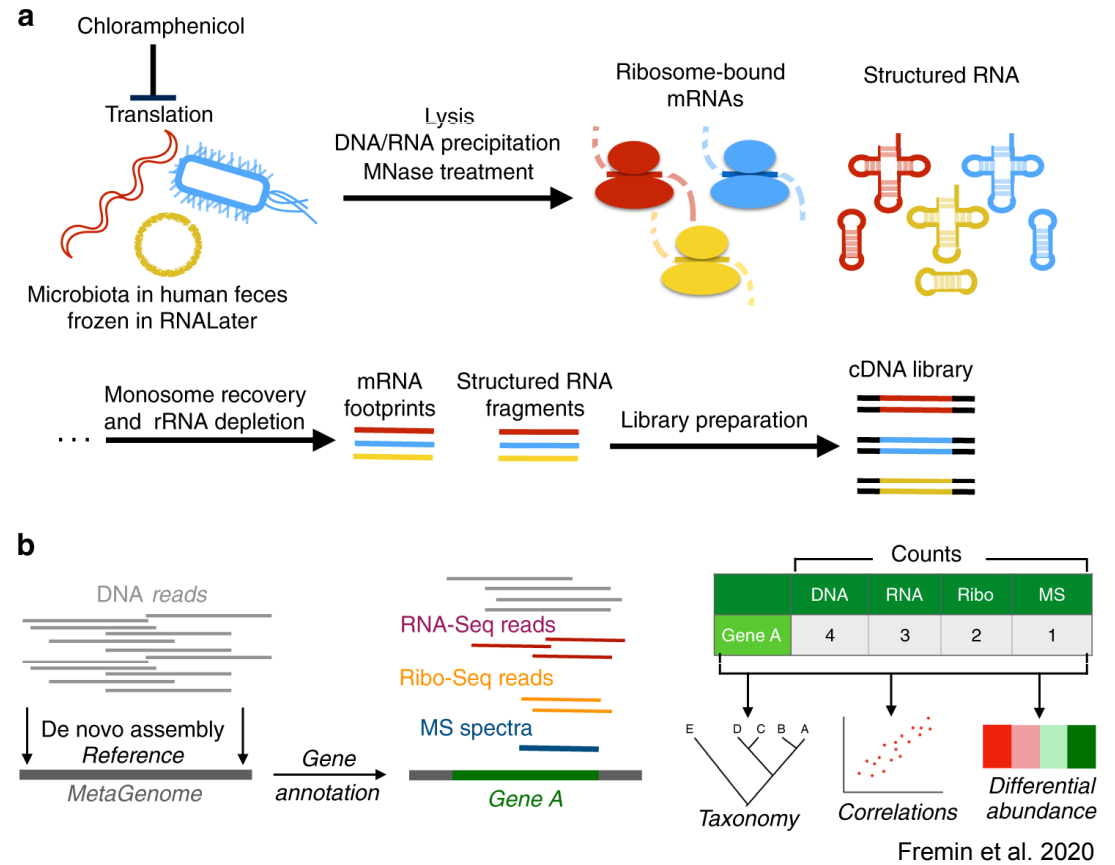 a
Chloramphenicol
Translation
Microbiota in human feces
frozen in RNALater
Lysis
DNA/RNA precipitation
MNase treatment
Ribosome-bound
mRNAs
Structured RNA
...
Monosome recovery
and rRNA depletion
mRNA
footprints
Structured RNA
fragments
Library preparation
cDNA library
b
DNA reads
De novo assembly
Reference
MetaGenome
Gene
annotation
RNA-Seq reads
Ribo-Seq reads
MS spectra
Gene A
Counts
DNA RNA Ribo MS
Gene A 4 3 2 1
E D C B A
Taxonomy
Correlations
Differential
abundance
Fremin et al. 2020